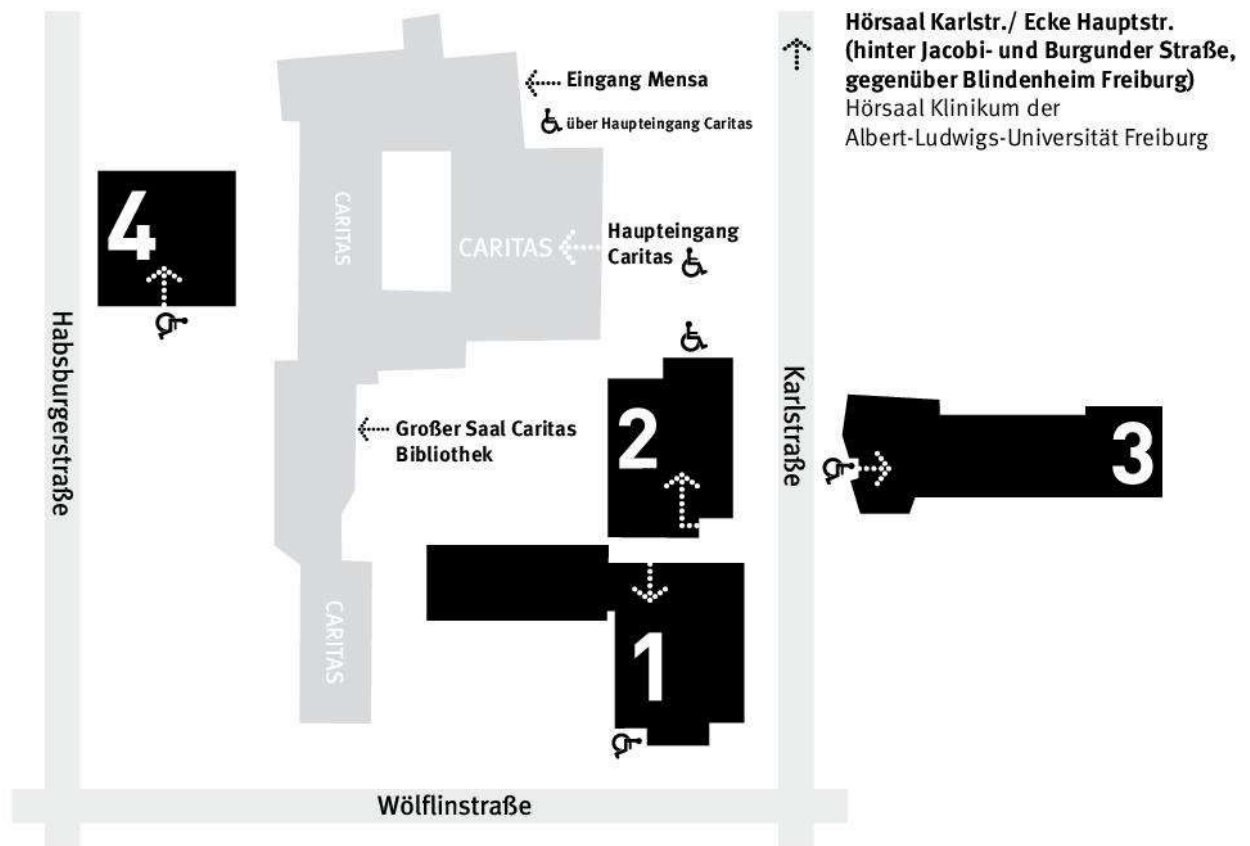 Hörsaal Karlstr./ Ecke Hauptstr.
(hinter Jacobi- und Burgunder Straße,
gegenüber Blindenheim Freiburg)
Hörsaal Klinikum der
Albert-Ludwigs-Universität Freiburg
Eingang Mensa
über Haupteingang Caritas
4
CARITAS
CARITAS
Haupteingang
Caritas
Habsburgerstraße
Karlstraße
Großer Saal Caritas
Bibliothek
2
3
CARITAS
1
Wölflinstraße